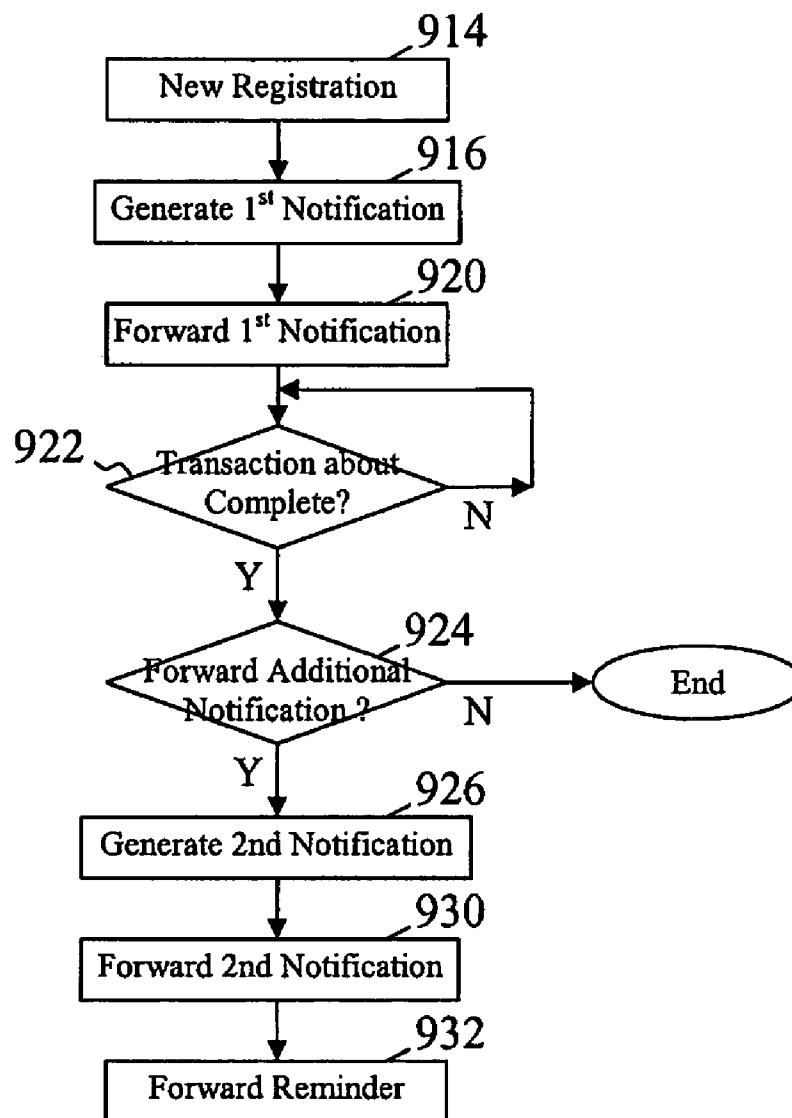 914
New Registration
916
Generate 1st Notification
920
Forward 1st Notification
922
Transaction about
Complete?
N
Y
924
Forward Additional
Notification ?
N
End
Y
926
Generate 2nd Notification
930
Forward 2nd Notification
932
Forward Reminder